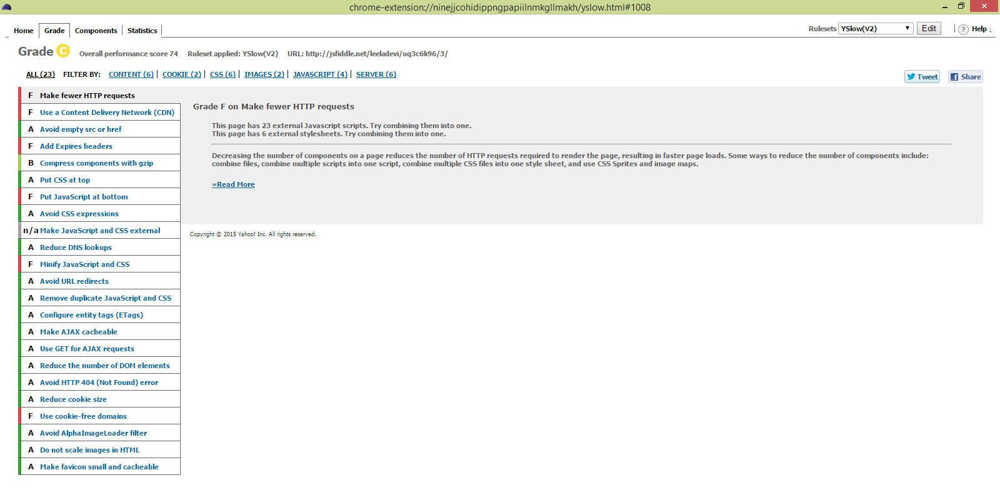 chrome-extension://ninejjcohidippngpapiilnmkgllmakh/yslow.html#1008
Home Grade Components Statistics Rulesets YSlow(V2) Edit ? Help ↓
Grade C Overall performance score 74 Ruleset applied: YSlow(V2) URL: http://jsfiddle.net/leeladevi/uq3c6k96/3/
ALL (23) FILTER BY: CONTENT (6) | COOKIE (2) | CSS (6) | IMAGES (2) | JAVASCRIPT (4) | SERVER (6)
Tweet Share
F Make fewer HTTP requests
F Use a Content Delivery Network (CDN)
A Avoid empty src or href
F Add Expires headers
B Compress components with gzip
A Put CSS at top
F Put JavaScript at bottom
A Avoid CSS expressions
n/a Make JavaScript and CSS external
A Reduce DNS lookups
F Minify JavaScript and CSS
A Avoid URL redirects
A Remove duplicate JavaScript and CSS
A Configure entity tags (ETags)
A Make AJAX cacheable
A Use GET for AJAX requests
A Reduce the number of DOM elements
A Avoid HTTP 404 (Not Found) error
A Reduce cookie size
F Use cookie-free domains
A Avoid AlphaImageLoader filter
A Do not scale images in HTML
A Make favicon small and cacheable
Grade F on Make fewer HTTP requests
This page has 23 external Javascript scripts. Try combining them into one.
This page has 6 external stylesheets. Try combining them into one.
Decreasing the number of components on a page reduces the number of HTTP requests required to render the page, resulting in faster page loads. Some ways to reduce the number of components include:
combine files, combine multiple scripts into one script, combine multiple CSS files into one style sheet, and use CSS Sprites and image maps.
»Read More
Copyright © 2015 Yahoo! Inc. All rights reserved.